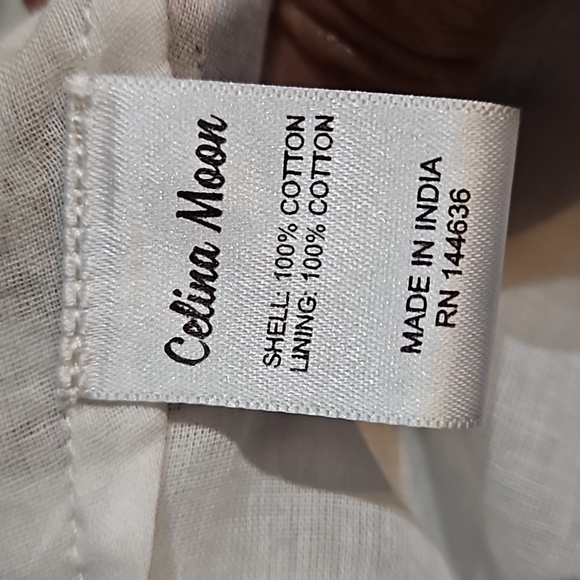 Celina Moon
SHELL: 100% COTTON
LINING: 100% COTTON
MADE IN INDIA
RN 144636